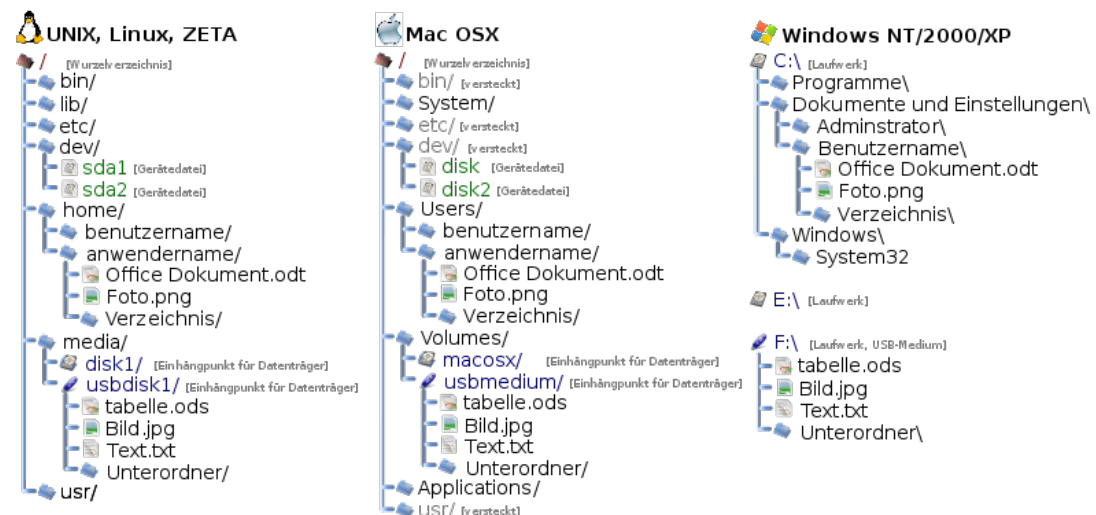 UNIX, Linux, ZETA
/ [Wurzelverzeichnis]
bin/
lib/
etc/
dev/
sda1 [Gerätedatei]
sda2 [Gerätedatei]
home/
benutzername/
anwendername/
Office Dokument.odt
Foto.png
Verzeichnis/
media/
disk1/ [Einhängpunkt für Datenträger]
usbdisk1/ [Einhängpunkt für Datenträger]
tabelle.ods
Bild.jpg
Text.txt
Unterordner/
usr/
Mac OSX
/ [Wurzelverzeichnis]
bin/ [versteckt]
System/
etc/ [versteckt]
dev/ [versteckt]
disk [Gerätedatei]
disk2 [Gerätedatei]
Users/
benutzername/
anwendername/
Office Dokument.odt
Foto.png
Verzeichnis/
Volumes/
macosx/ [Einhängpunkt für Datenträger]
usbmedium/ [Einhängpunkt für Datenträger]
tabelle.ods
Bild.jpg
Text.txt
Unterordner/
Applications/
usr/ [versteckt]
Windows NT/2000/XP
C:\ [Laufwerk]
Programme\
Dokumente und Einstellungen\
Adminstrator\
Benutzername\
Office Dokument.odt
Foto.png
Verzeichnis\
Windows\
System32
E:\ [Laufwerk]
F:\ [Laufwerk, USB-Medium]
tabelle.ods
Bild.jpg
Text.txt
Unterordner\